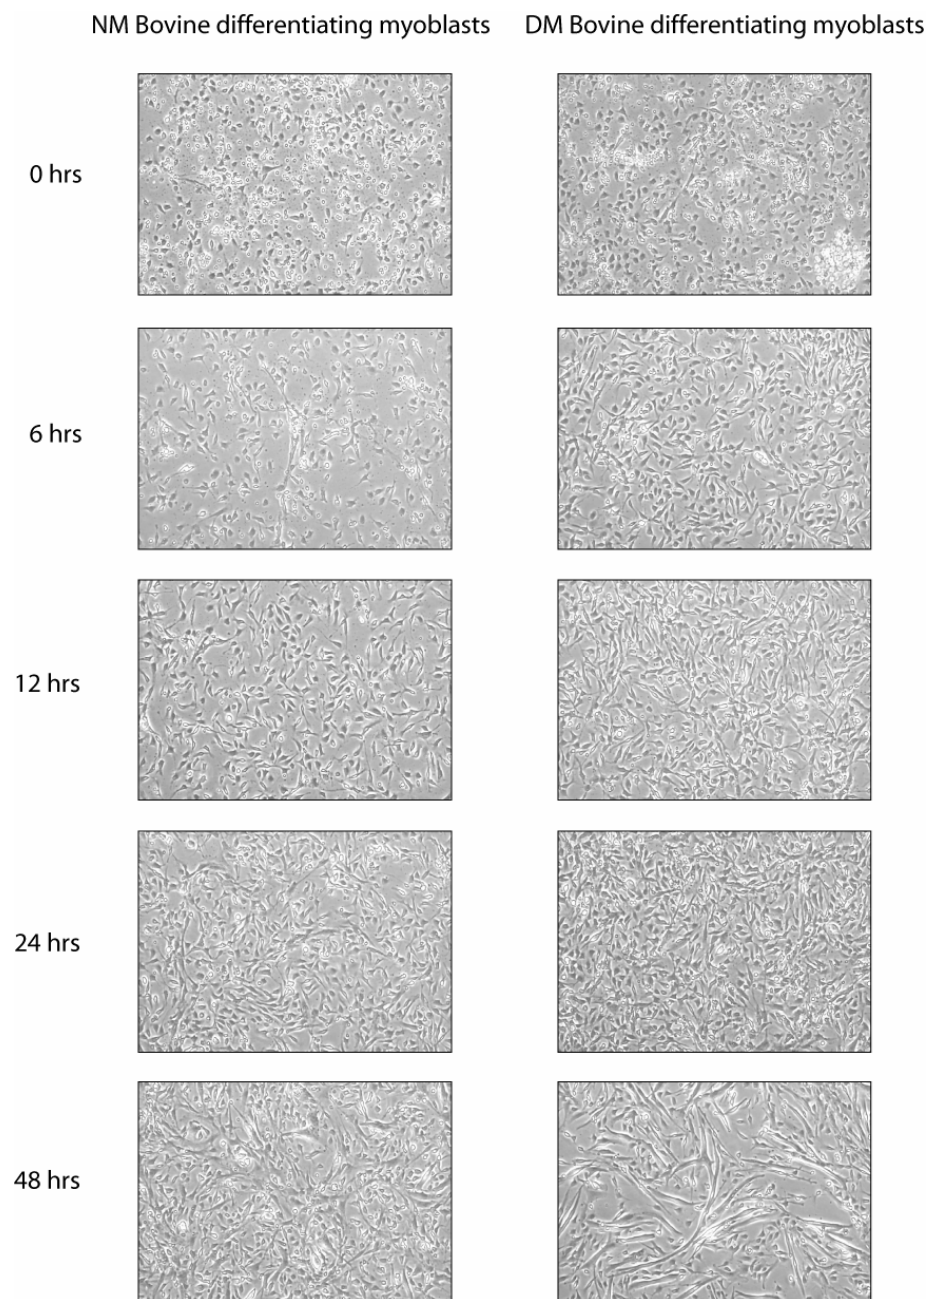 NM Bovine differentiating myoblasts
DM Bovine differentiating myoblasts
0 hrs
6 hrs
12 hrs
24 hrs
48 hrs